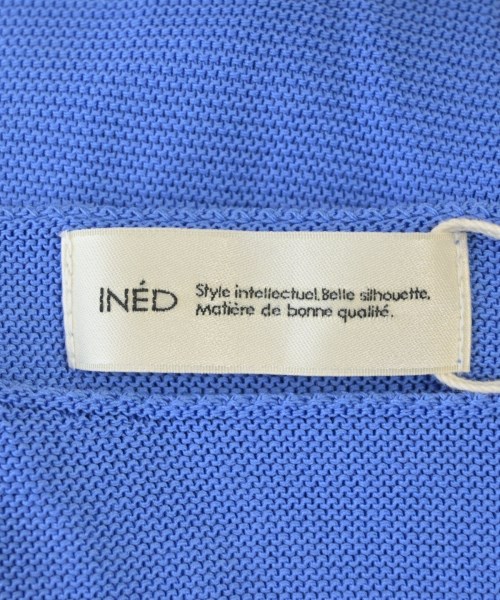 INÉD
Style intellectuel. Belle silhouette.
Matière de bonne qualité.